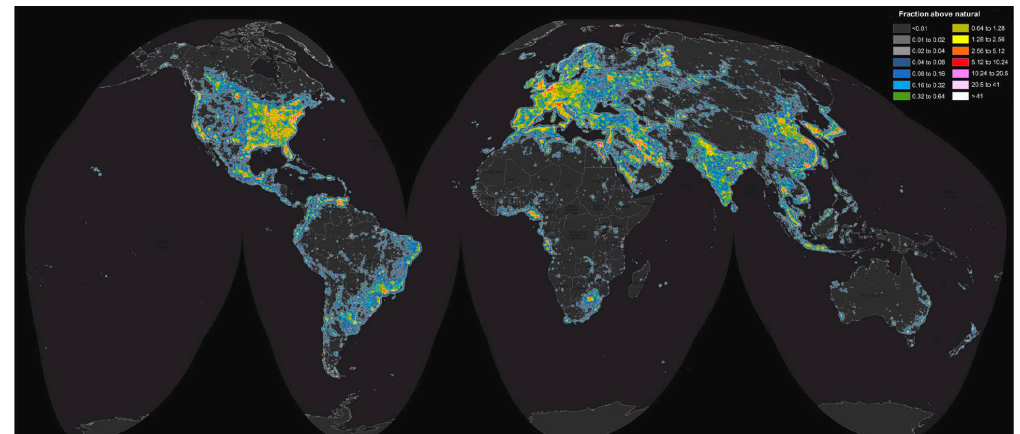 Fraction above natural
<0.01
0.64 to 1.28
0.01 to 0.02
1.28 to 2.56
0.02 to 0.04
2.56 to 5.12
0.04 to 0.08
5.12 to 10.24
0.08 to 0.16
10.24 to 20.5
0.16 to 0.32
20.5 to 41
0.32 to 0.64
>41